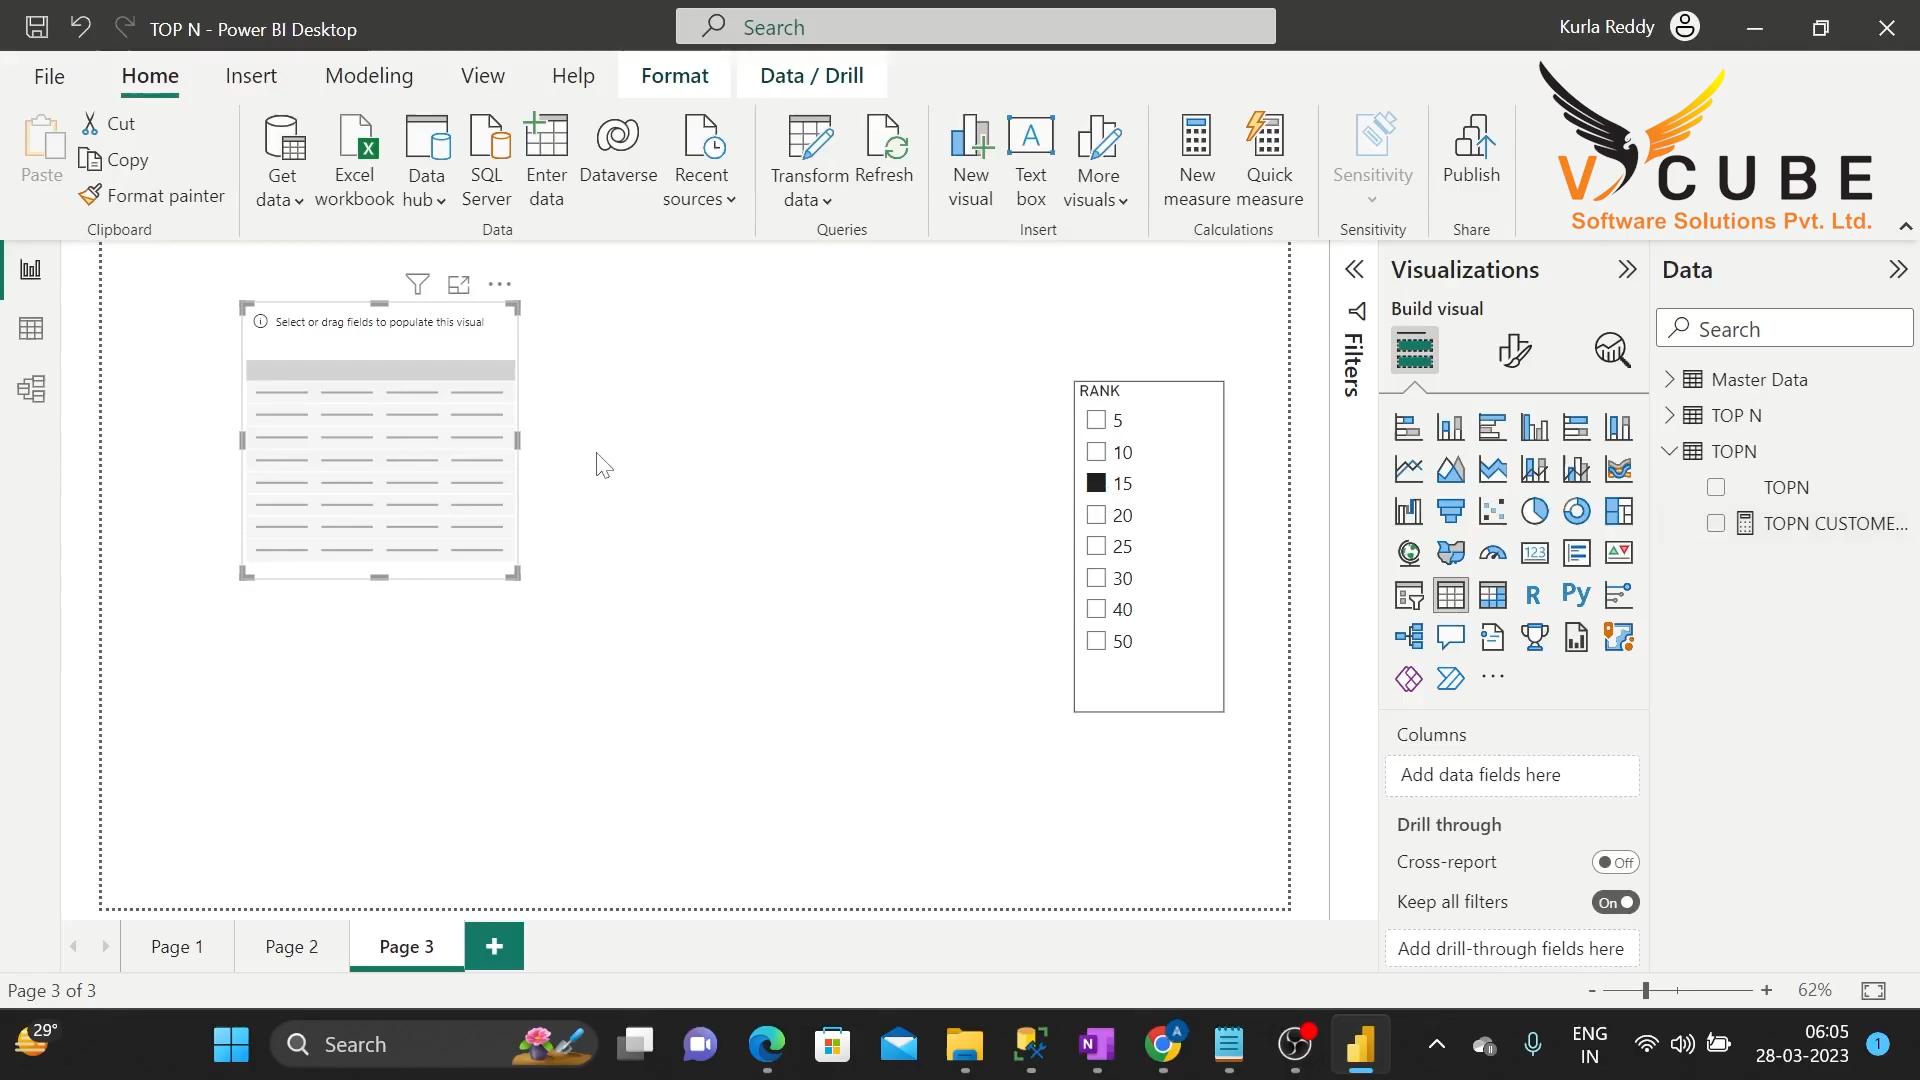 TOP N - Power BI Desktop
Search
Kurla Reddy
File
Home
Insert
Modeling
View
Help
Format
Data / Drill
Paste
Cut
Copy
Format painter
Clipboard
Get data
Excel workbook
Data hub
SQL Server
Enter data
Dataverse
Recent sources
Data
Transform data
Refresh
Queries
New visual
Text box
More visuals
Insert
New measure
Quick measure
Calculations
Sensitivity
Sensitivity
Publish
Share
V CUBE
Software Solutions Pvt. Ltd.
Select or drag fields to populate this visual
RANK
5
10
15
20
25
30
40
50
Filters
Visualizations
Build visual
123
R
Py
Columns
Add data fields here
Drill through
Cross-report
Off
Keep all filters
On
Add drill-through fields here
Data
Search
Master Data
TOP N
TOPN
TOPN
TOPN CUSTOME...
Page 1
Page 2
Page 3
Page 3 of 3
62%
29°
Search
ENG
IN
06:05
28-03-2023
1